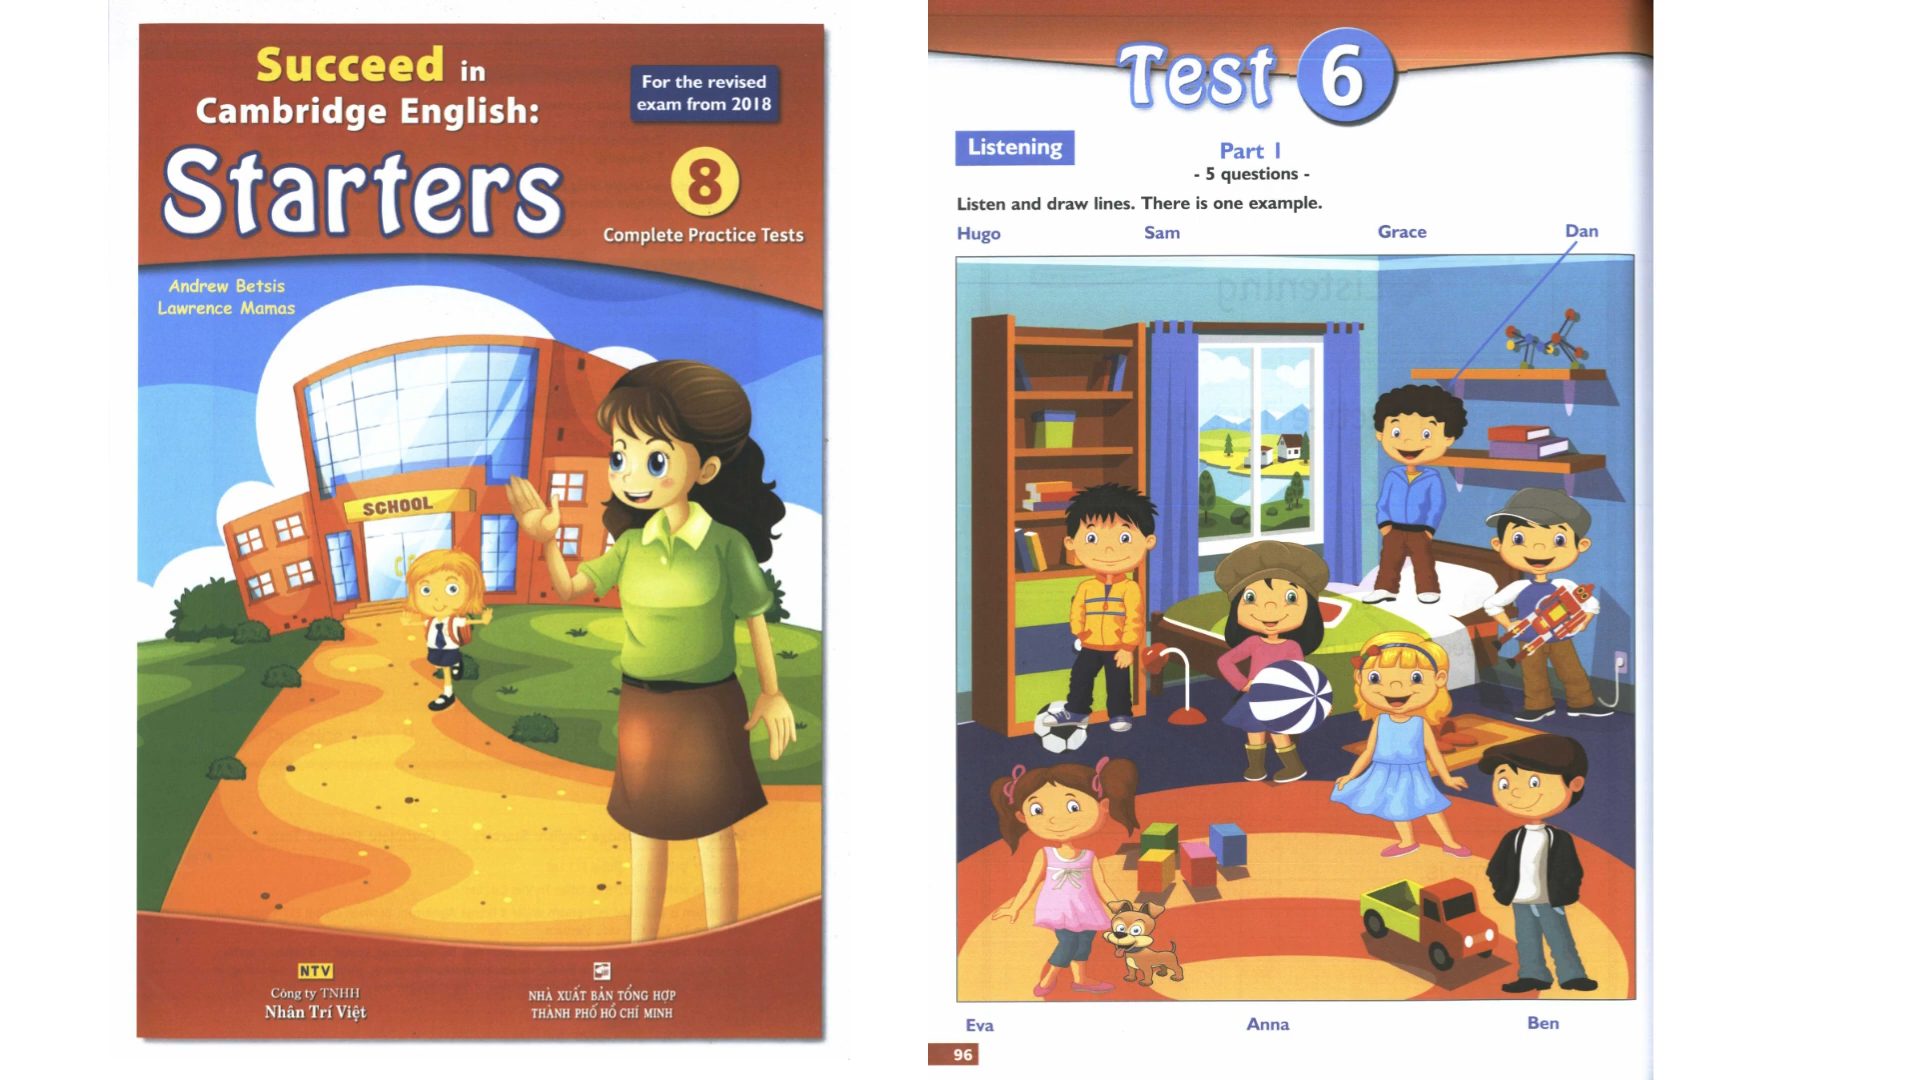 Succeed in
Cambridge English:
Starters
For the revised
exam from 2018
8
Complete Practice Tests
Andrew Betsis
Lawrence Mamas
SCHOOL
NTV
Công ty TNHH
Nhân Trí Việt
NHÀ XUẤT BẢN TỔNG HỢP
THÀNH PHỐ HỒ CHÍ MINH
Test 6
Listening
Part 1
- 5 questions -
Listen and draw lines. There is one example.
Hugo Sam Grace Dan
Eva Anna Ben
96